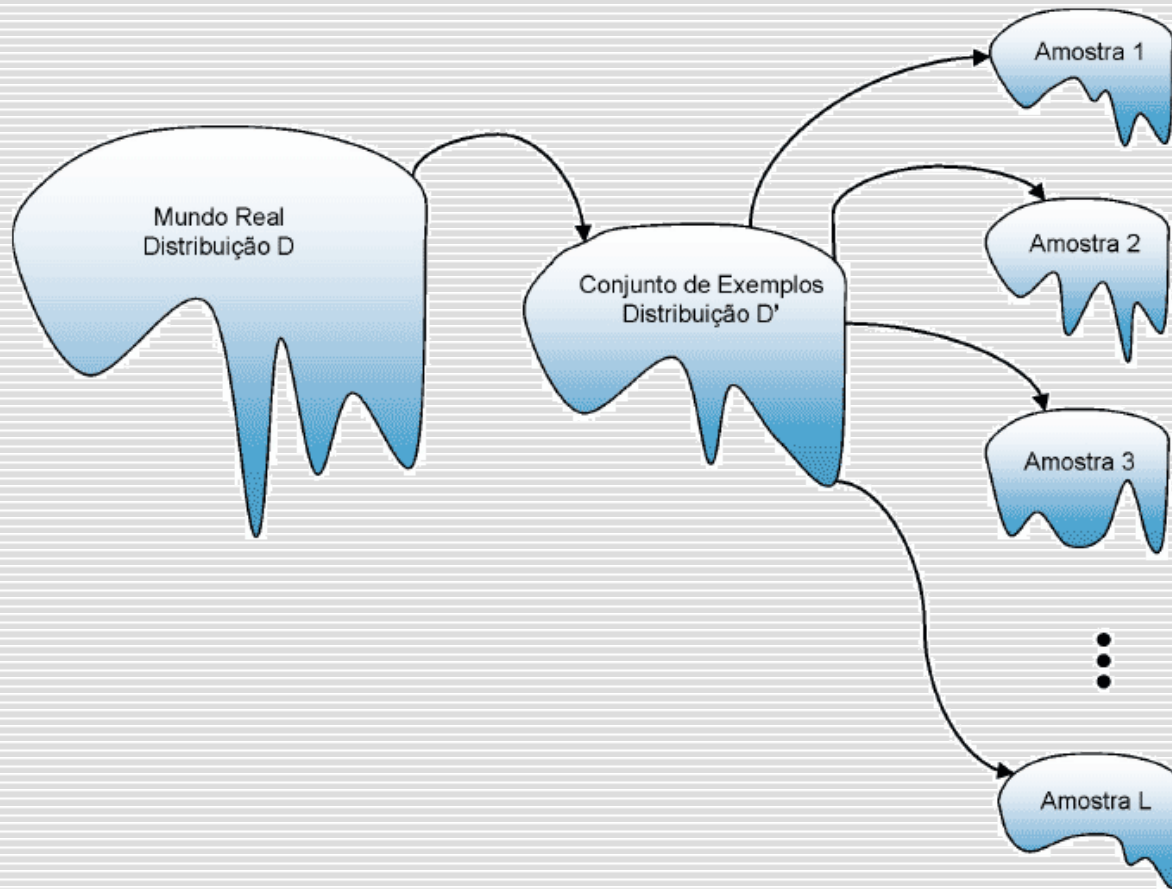 Mundo Real
Distribuição D
Conjunto de Exemplos
Distribuição D'
Amostra 1
Amostra 2
Amostra 3
Amostra L